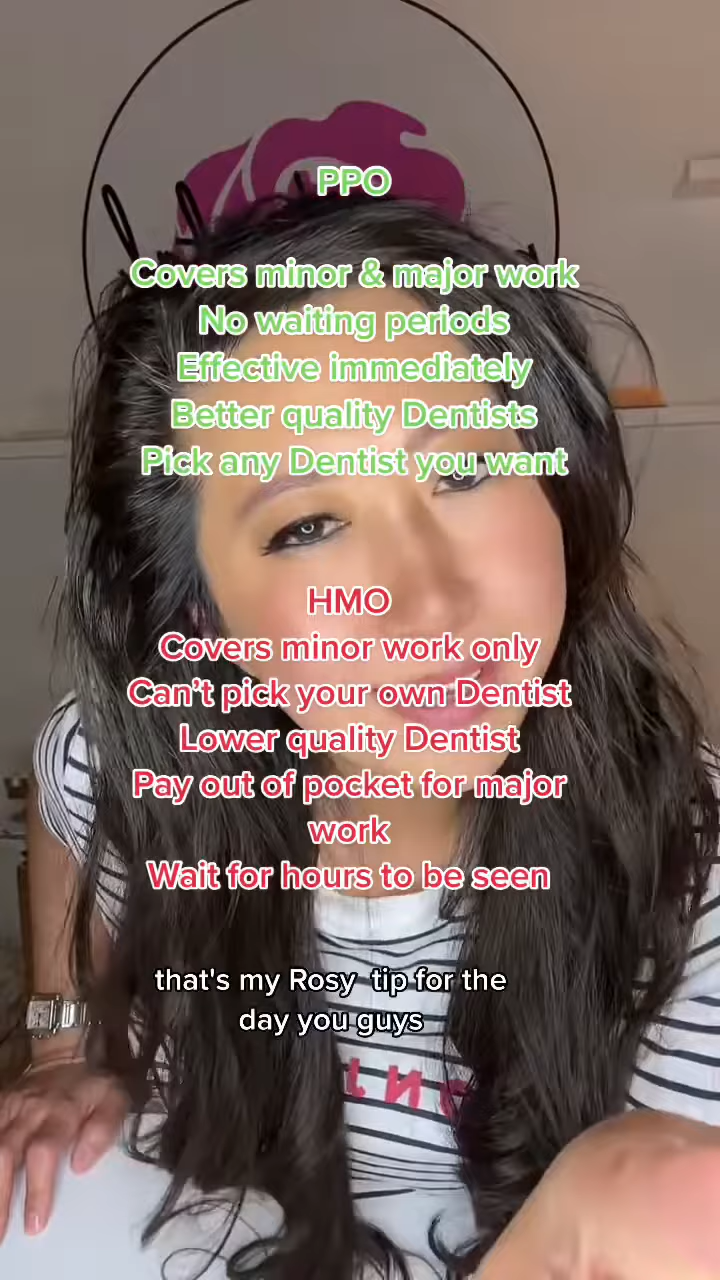 PPO
Covers minor & major work
No waiting periods
Effective immediately
Better quality Dentists
Pick any Dentist you want
HMO
Covers minor work only
Can't pick your own Dentist
Lower quality Dentist
Pay out of pocket for major
work
Wait for hours to be seen
that's my Rosy  tip for the
day you guys